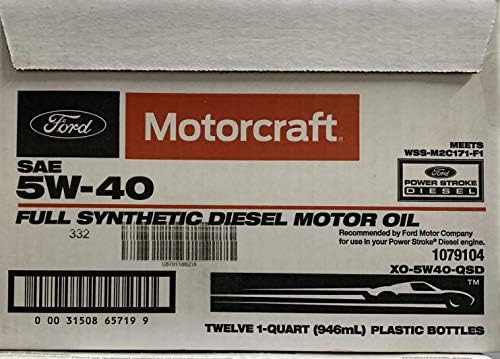 Ford
Motorcraft®
MEETS
WSS-M2C171-F1
Ford
POWER STROKE
DIESEL
SAE
5W-40
FULL SYNTHETIC DIESEL MOTOR OIL
332
Recommended by Ford Motor Company
for use in your Power Stroke® Diesel engine.
1079104
XO-5W40-QSD
TM
0 00 31508 65719 9
TWELVE 1-QUART (946mL) PLASTIC BOTTLES